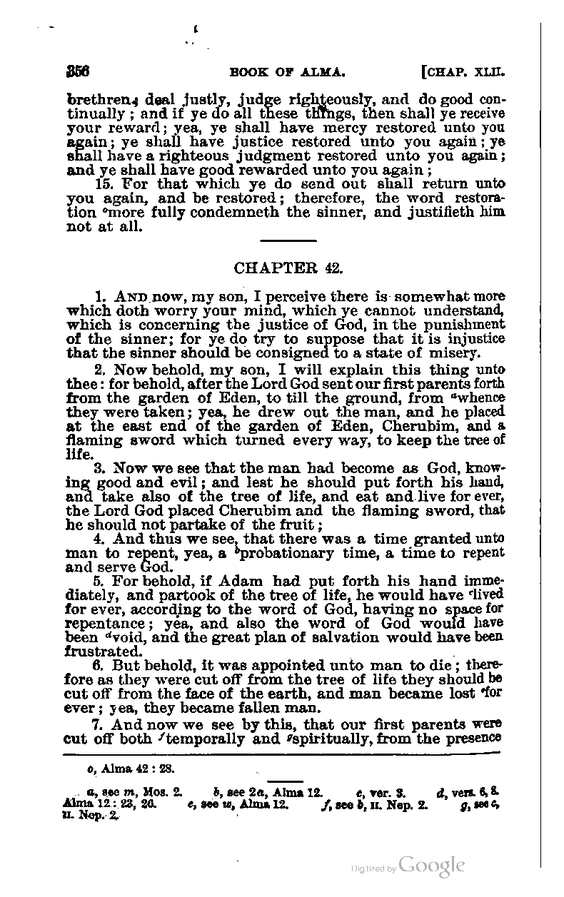 356 BOOK OF ALMA. [CHAP. XLII.
brethren, deal justly, judge righteously, and do good con-
tinually; and if ye do all these things, then shall ye receive
your reward; yea, ye shall have mercy restored unto you
again; ye shall have justice restored unto you again; ye
shall have a righteous judgment restored unto you again;
and ye shall have good rewarded unto you again;
15. For that which ye do send out shall return unto
you again, and be restored; therefore, the word restora-
tion ᵒmore fully condemneth the sinner, and justifieth him
not at all.
CHAPTER 42.
1. AND now, my son, I perceive there is somewhat more
which doth worry your mind, which ye cannot understand,
which is concerning the justice of God, in the punishment
of the sinner; for ye do try to suppose that it is injustice
that the sinner should be consigned to a state of misery.
2. Now behold, my son, I will explain this thing unto
thee: for behold, after the Lord God sent our first parents forth
from the garden of Eden, to till the ground, from ᵃwhence
they were taken; yea, he drew out the man, and he placed
at the east end of the garden of Eden, Cherubim, and a
flaming sword which turned every way, to keep the tree of
life.
3. Now we see that the man had become as God, know-
ing good and evil; and lest he should put forth his hand,
and take also of the tree of life, and eat and live for ever,
the Lord God placed Cherubim and the flaming sword, that
he should not partake of the fruit;
4. And thus we see, that there was a time granted unto
man to repent, yea, a ᵇprobationary time, a time to repent
and serve God.
5. For behold, if Adam had put forth his hand imme-
diately, and partook of the tree of life, he would have ᶜlived
for ever, according to the word of God, having no space for
repentance; yea, and also the word of God would have
been ᵈvoid, and the great plan of salvation would have been
frustrated.
6. But behold, it was appointed unto man to die; there-
fore as they were cut off from the tree of life they should be
cut off from the face of the earth, and man became lost ᵉfor
ever; yea, they became fallen man.
7. And now we see by this, that our first parents were
cut off both ᶠtemporally and ᵍspiritually, from the presence
o, Alma 42: 28.
a, see m, Mos. 2. b, see 2a, Alma 12. c, ver. 3. d, vers. 6, 8.
Alma 12: 23, 26. e, see w, Alma 12. f, see b, II. Nep. 2. g, see c,
II. Nep. 2.
Digitized by Google